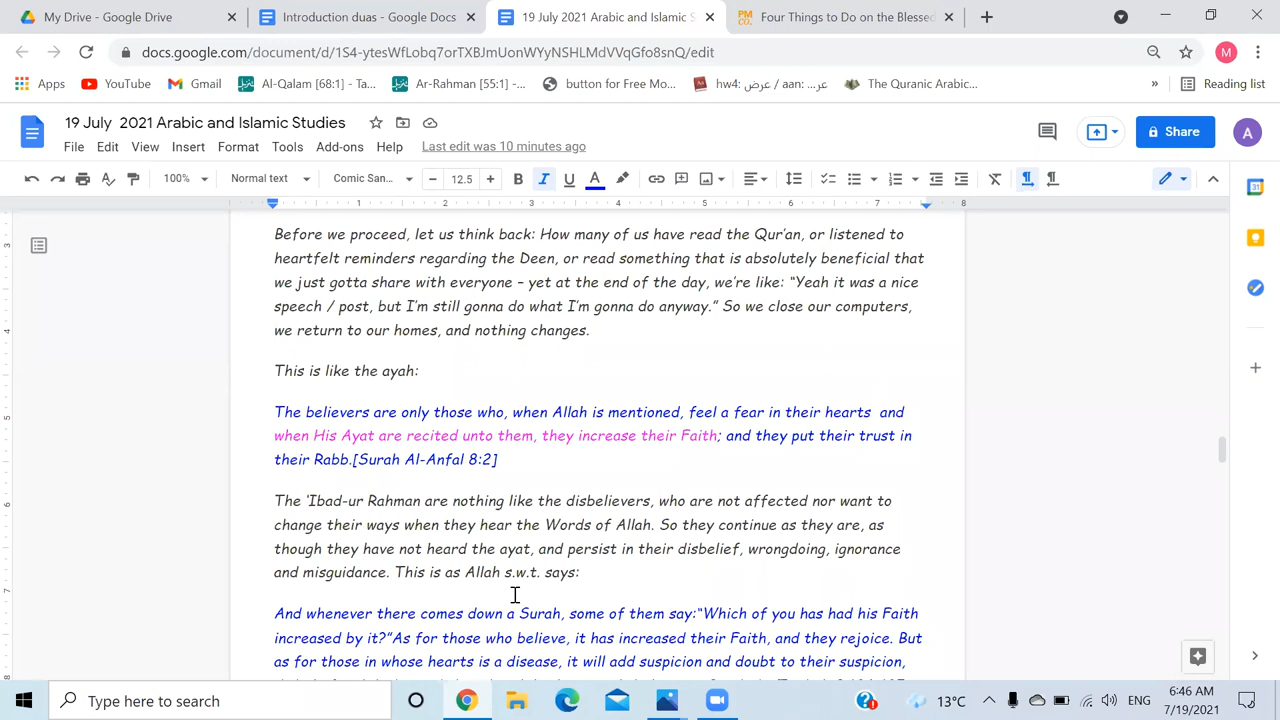 My Drive - Google Drive
Introduction duas - Google Docs
19 July 2021 Arabic and Islamic S
Four Things to Do on the Blessed
docs.google.com/document/d/1S4-ytesWfLobq7orTXBJmUonWYyNSHLMdVVqGfo8snQ/edit
M
Apps
YouTube
Gmail
Al-Qalam [68:1] - Ta...
Ar-Rahman [55:1] -...
button for Free Mo...
hw4: عرض / aan: عر...
The Quranic Arabic...
»
Reading list
19 July 2021 Arabic and Islamic Studies
Share
A
File Edit View Insert Format Tools Add-ons Help Last edit was 10 minutes ago
100% Normal text Comic San... 12.5 B I U A
1 2 3 4 5 6 7 8
Before we proceed, let us think back: How many of us have read the Qur'an, or listened to
heartfelt reminders regarding the Deen, or read something that is absolutely beneficial that
we just gotta share with everyone – yet at the end of the day, we're like: "Yeah it was a nice
speech / post, but I'm still gonna do what I'm gonna do anyway." So we close our computers,
we return to our homes, and nothing changes.
This is like the ayah:
The believers are only those who, when Allah is mentioned, feel a fear in their hearts and
when His Ayat are recited unto them, they increase their Faith; and they put their trust in
their Rabb.[Surah Al-Anfal 8:2]
The 'Ibad-ur Rahman are nothing like the disbelievers, who are not affected nor want to
change their ways when they hear the Words of Allah. So they continue as they are, as
though they have not heard the ayat, and persist in their disbelief, wrongdoing, ignorance
and misguidance. This is as Allah s.w.t. says:
And whenever there comes down a Surah, some of them say:"Which of you has had his Faith
increased by it?"As for those who believe, it has increased their Faith, and they rejoice. But
as for those in whose hearts is a disease, it will add suspicion and doubt to their suspicion,
Type here to search
13°C
ENG
6:46 AM
7/19/2021